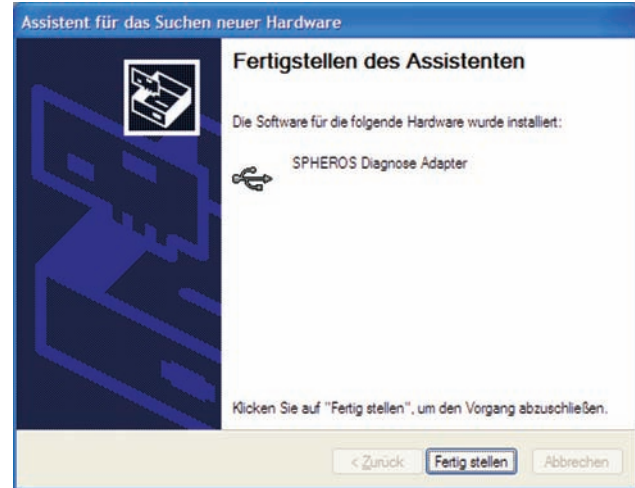 Assistent für das Suchen neuer Hardware
Fertigstellen des Assistenten
Die Software für die folgende Hardware wurde installiert:
SPHEROS Diagnose Adapter
Klicken Sie auf "Fertig stellen", um den Vorgang abzuschließen.
< Zurück Fertig stellen Abbrechen